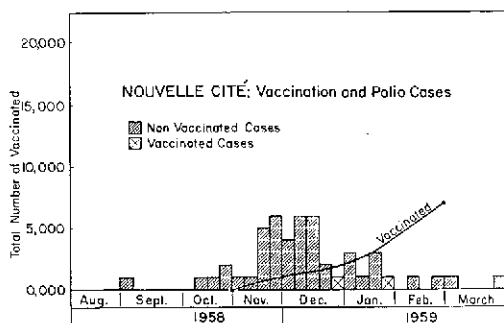 20,000
NOUVELLE CITÉ: Vaccination and Polio Cases
15,000
Non Vaccinated Cases
Vaccinated Cases
Total Number of Vaccinated
10,000
Vaccinated
5,000
0,000
Aug. Sept. Oct. Nov. Dec. Jan. Feb. March
1958 1959